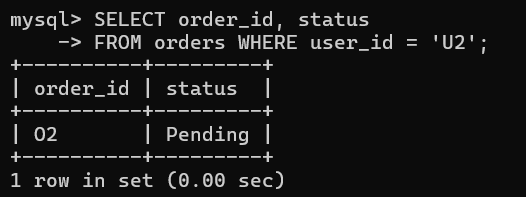 mysql> SELECT order_id, status
    -> FROM orders WHERE user_id = 'U2';
+----------+---------+
| order_id | status  |
+----------+---------+
| O2       | Pending |
+----------+---------+
1 row in set (0.00 sec)